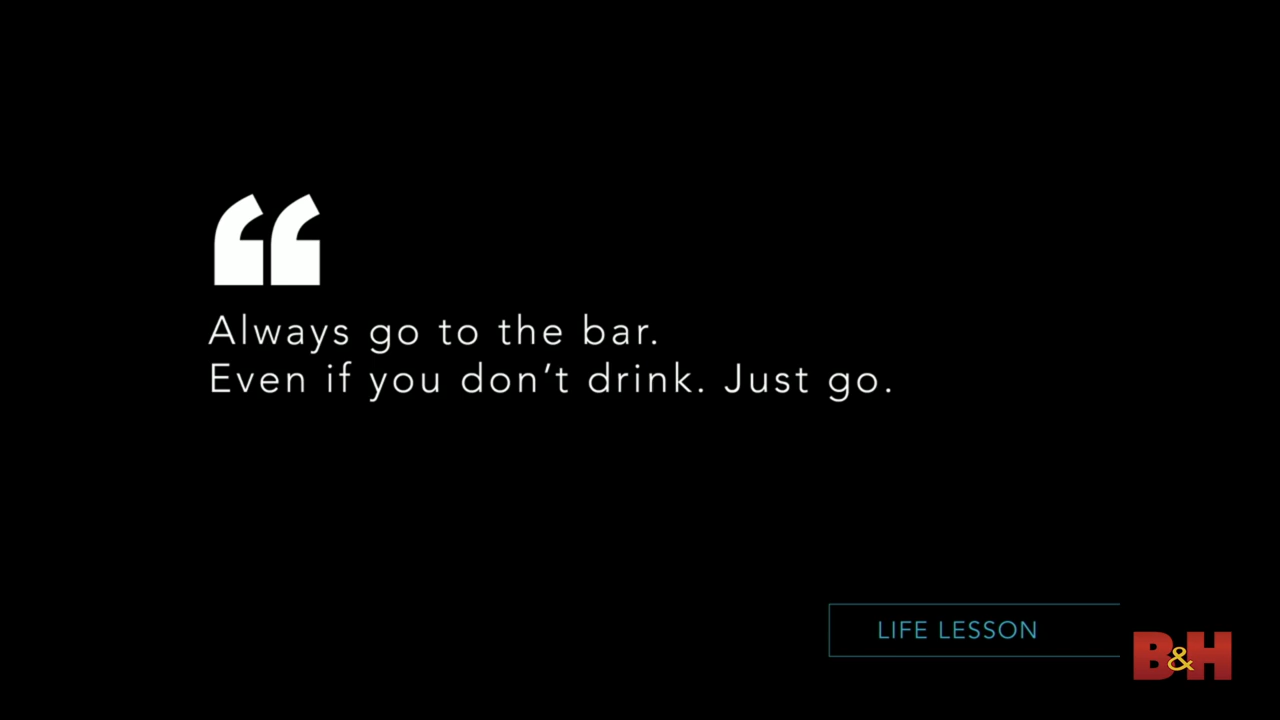 “
Always go to the bar.
Even if you don’t drink. Just go.
LIFE LESSON
B&H